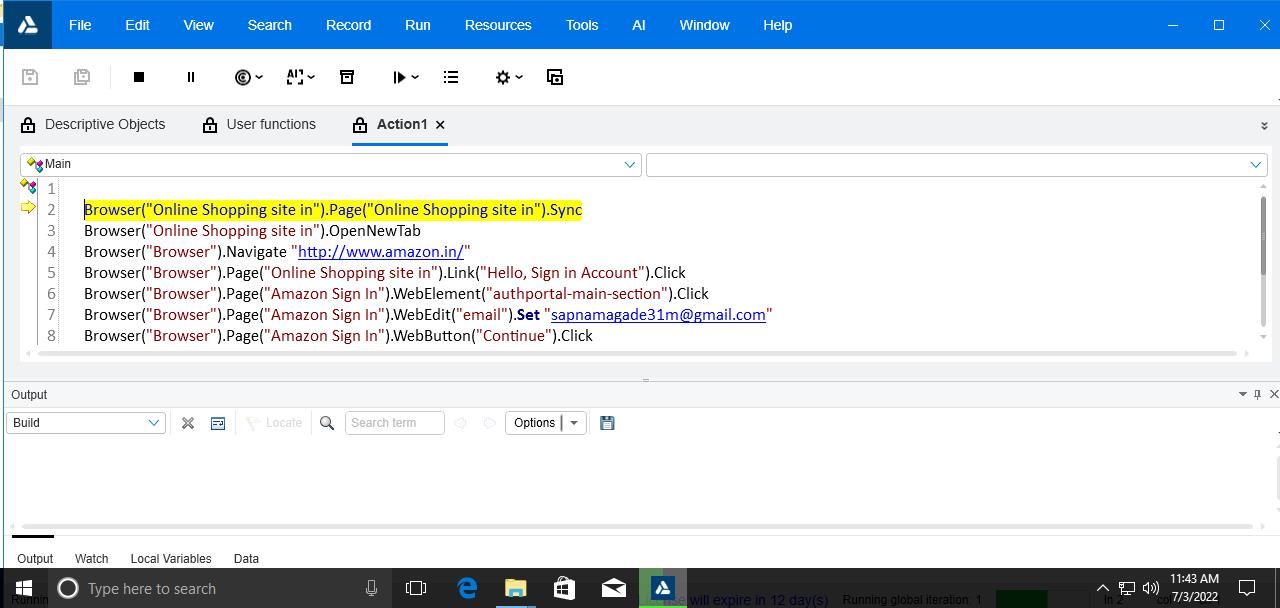 File Edit View Search Record Run Resources Tools AI Window Help
Descriptive Objects User functions Action1
Main
1
2 Browser("Online Shopping site in").Page("Online Shopping site in").Sync
3 Browser("Online Shopping site in").OpenNewTab
4 Browser("Browser").Navigate "http://www.amazon.in/"
5 Browser("Browser").Page("Online Shopping site in").Link("Hello, Sign in Account").Click
6 Browser("Browser").Page("Amazon Sign In").WebElement("authportal-main-section").Click
7 Browser("Browser").Page("Amazon Sign In").WebEdit("email").Set "sapnamagade31m@gmail.com"
8 Browser("Browser").Page("Amazon Sign In").WebButton("Continue").Click
Output
Build Locate Search term Options
Output Watch Local Variables Data
Type here to search
11:43 AM
7/3/2022
will expire in 12 day(s) Running global iteration: 1